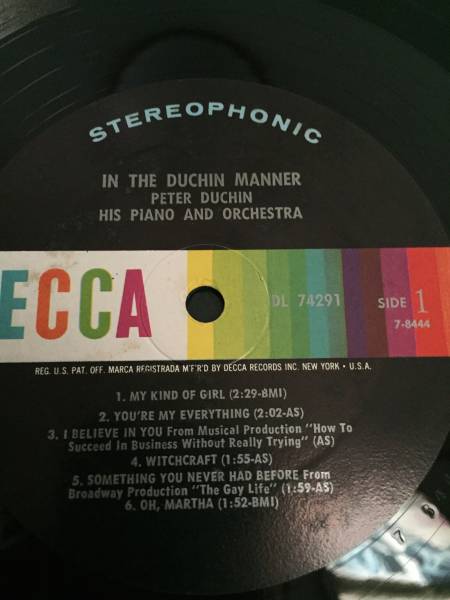 STEREOPHONIC
IN THE DUCHIN MANNER
PETER DUCHIN
HIS PIANO AND ORCHESTRA
ECCA
DL 74291
SIDE 1
7-8444
REG. U.S. PAT. OFF. MARCA REGISTRADA M'F'R'D BY DECCA RECORDS INC. NEW YORK • U.S.A.
1. MY KIND OF GIRL (2:29-BMI)
2. YOU'RE MY EVERYTHING (2:02-AS)
3. I BELIEVE IN YOU From Musical Production "How To
Succeed In Business Without Really Trying" (AS)
4. WITCHCRAFT (1:55-AS)
5. SOMETHING YOU NEVER HAD BEFORE From
Broadway Production "The Gay Life" (1:59-AS)
6. OH, MARTHA (1:52-BMI)